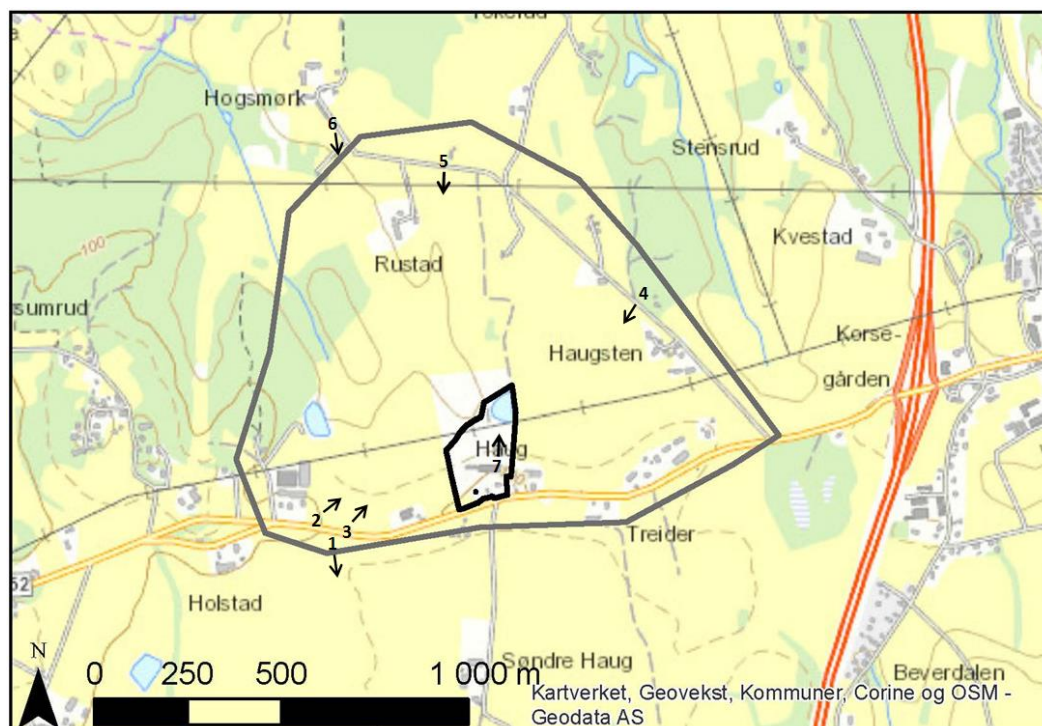 Hogsmørk
6
5
Stensrud
100
Kvestad
Rustad
4
sumrud
Haugsten
Korse-
gården
Haug
7
2
3
1
Treider
52
Holstad
N
0 250 500 1 000 m
Søndre Haug
Beverdalen
Kartverket, Geovekst, Kommuner, Corine og OSM -
Geodata AS